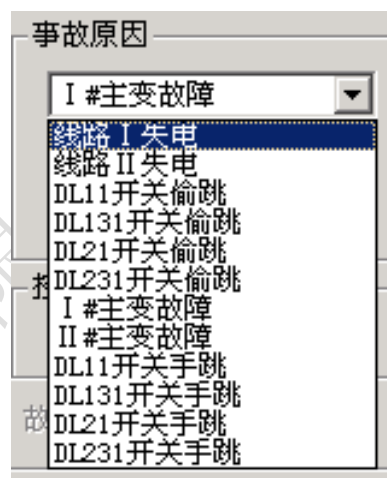 事故原因
Ⅰ#主变故障
线路Ⅰ失电
线路Ⅱ失电
DL11开关偷跳
DL131开关偷跳
DL21开关偷跳
DL231开关偷跳
Ⅰ#主变故障
Ⅱ#主变故障
DL11开关手跳
DL131开关手跳
DL21开关手跳
DL231开关手跳
故